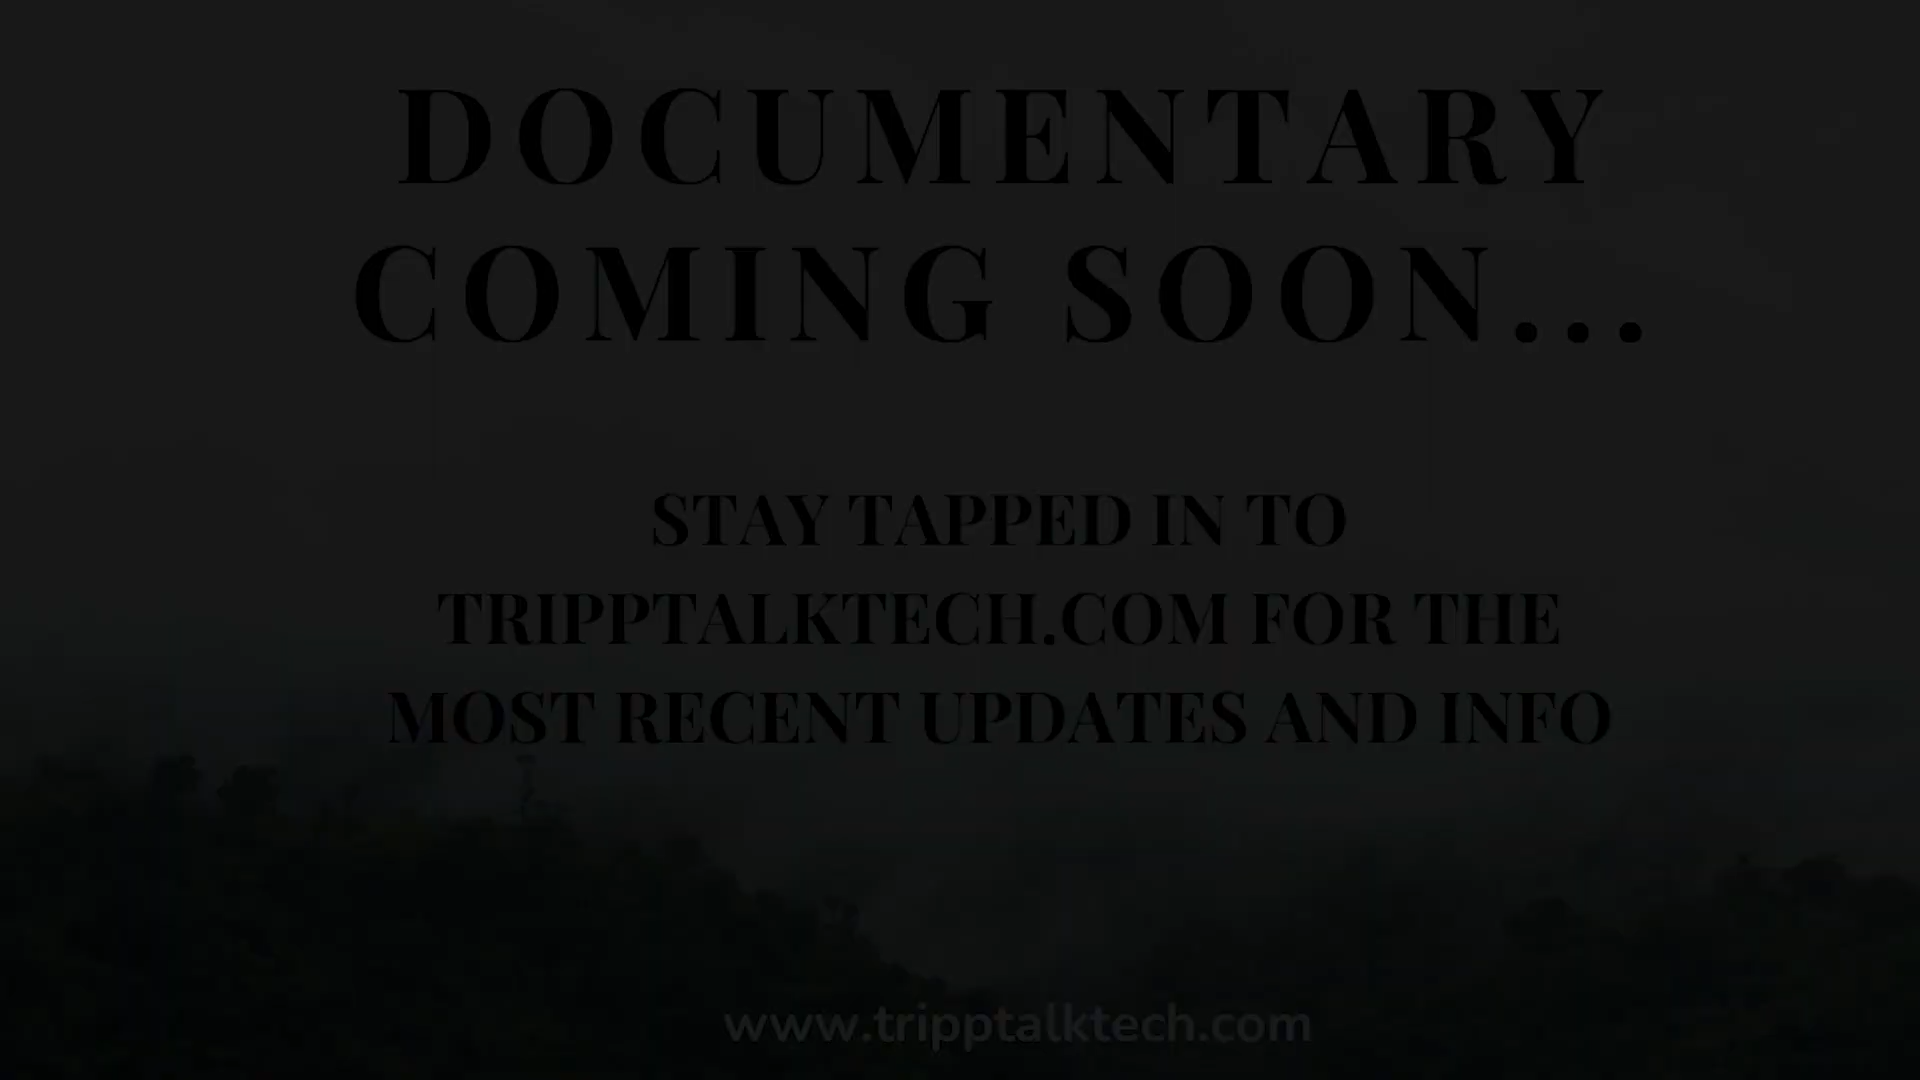 DOCUMENTARY
COMING SOON...
STAY TAPPED IN TO
TRIPPTALKTECH.COM FOR THE
MOST RECENT UPDATES AND INFO
www.tripptalktech.com